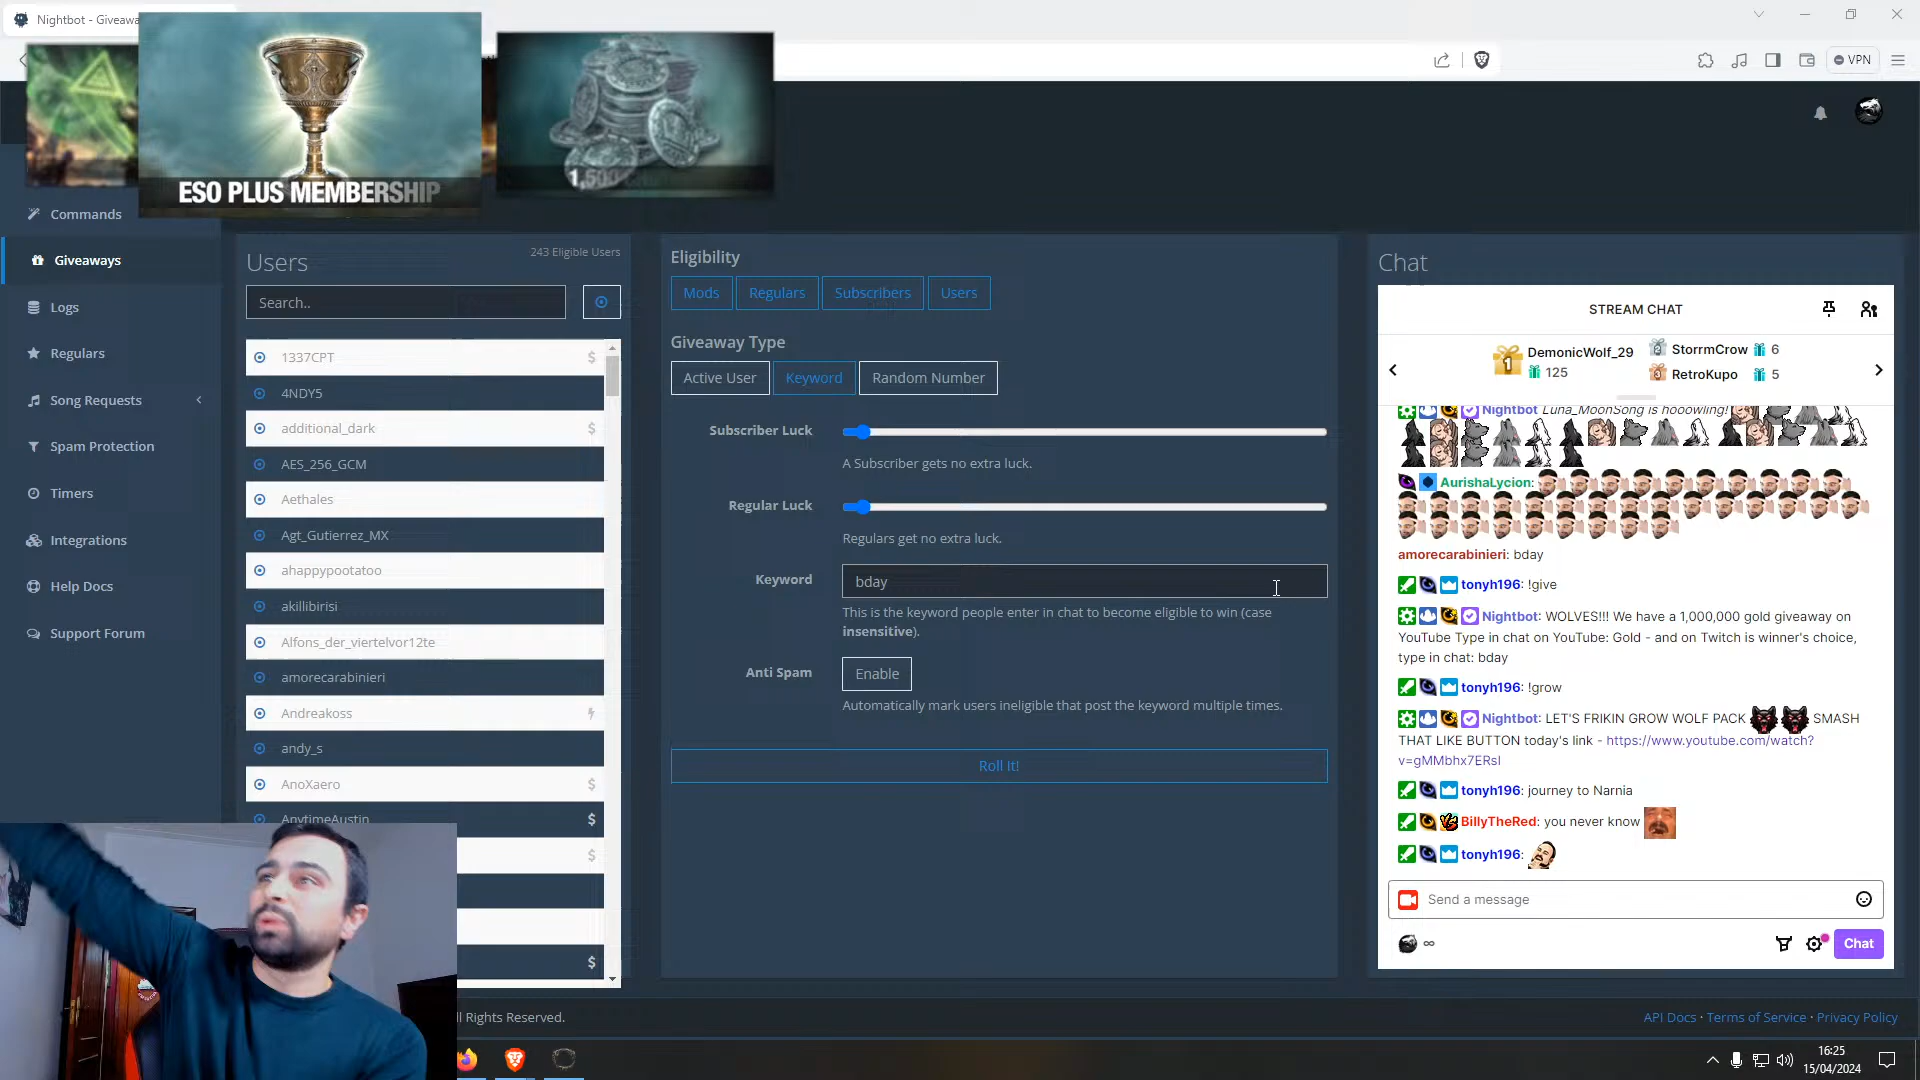 Nightbot - Giveawa
VPN
ESO PLUS MEMBERSHIP
1,500
Commands
Giveaways
Logs
Regulars
Song Requests
Spam Protection
Timers
Integrations
Help Docs
Support Forum
Users
243 Eligible Users
Search..
1337CPT
$
4NDY5
additional_dark
$
AES_256_GCM
Aethales
Agt_Gutierrez_MX
ahappypootatoo
akillibirisi
Alfons_der_viertelvor12te
amorecarabinieri
Andreakoss
andy_s
AnoXaero
$
AnytimeAustin
$
$
$
Eligibility
Mods
Regulars
Subscribers
Users
Giveaway Type
Active User
Keyword
Random Number
Subscriber Luck
A Subscriber gets no extra luck.
Regular Luck
Regulars get no extra luck.
Keyword
bday
This is the keyword people enter in chat to become eligible to win (case
insensitive).
Anti Spam
Enable
Automatically mark users ineligible that post the keyword multiple times.
Roll It!
Chat
STREAM CHAT
1
DemonicWolf_29
125
2
StorrmCrow
6
3
RetroKupo
5
Nightbot Luna_MoonSong is hooowling!
AurishaLycion:
amorecarabinieri: bday
tonyh196: !give
Nightbot: WOLVES!!! We have a 1,000,000 gold giveaway on
YouTube Type in chat on YouTube: Gold - and on Twitch is winner's choice,
type in chat: bday
tonyh196: !grow
Nightbot: LET'S FRIKIN GROW WOLF PACK SMASH
THAT LIKE BUTTON today's link - https://www.youtube.com/watch?
v=gMMbhx7ERsI
tonyh196: journey to Narnia
BillyTheRed: you never know
tonyh196:
Send a message
∞
Chat
ll Rights Reserved.
API Docs · Terms of Service · Privacy Policy
16:25
15/04/2024